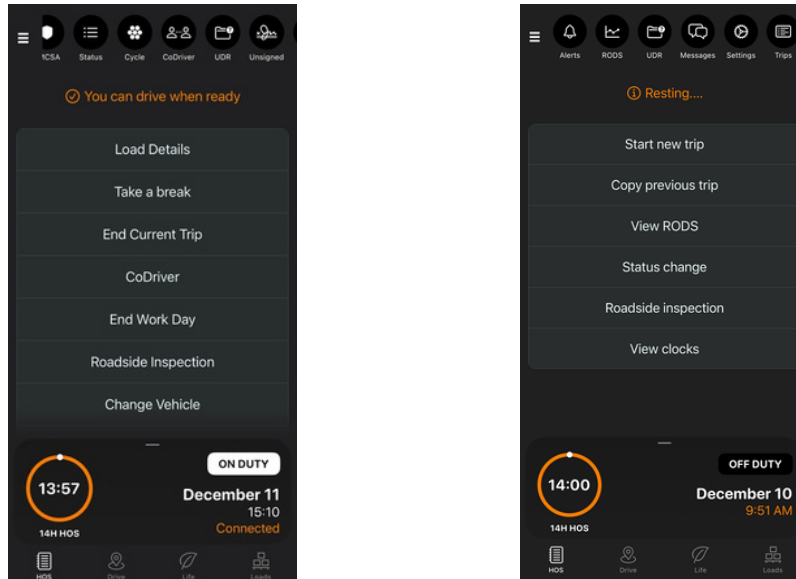 ICSA Status Cycle CoDriver UDR Unsigned
You can drive when ready
Load Details
Take a break
End Current Trip
CoDriver
End Work Day
Roadside Inspection
Change Vehicle
13:57
14H HOS
ON DUTY
December 11
15:10
Connected
HOS Drive Life Loads
Alerts RODS UDR Messages Settings Trips
Resting....
Start new trip
Copy previous trip
View RODS
Status change
Roadside inspection
View clocks
14:00
14H HOS
OFF DUTY
December 10
9:51 AM
HOS Drive Life Loads